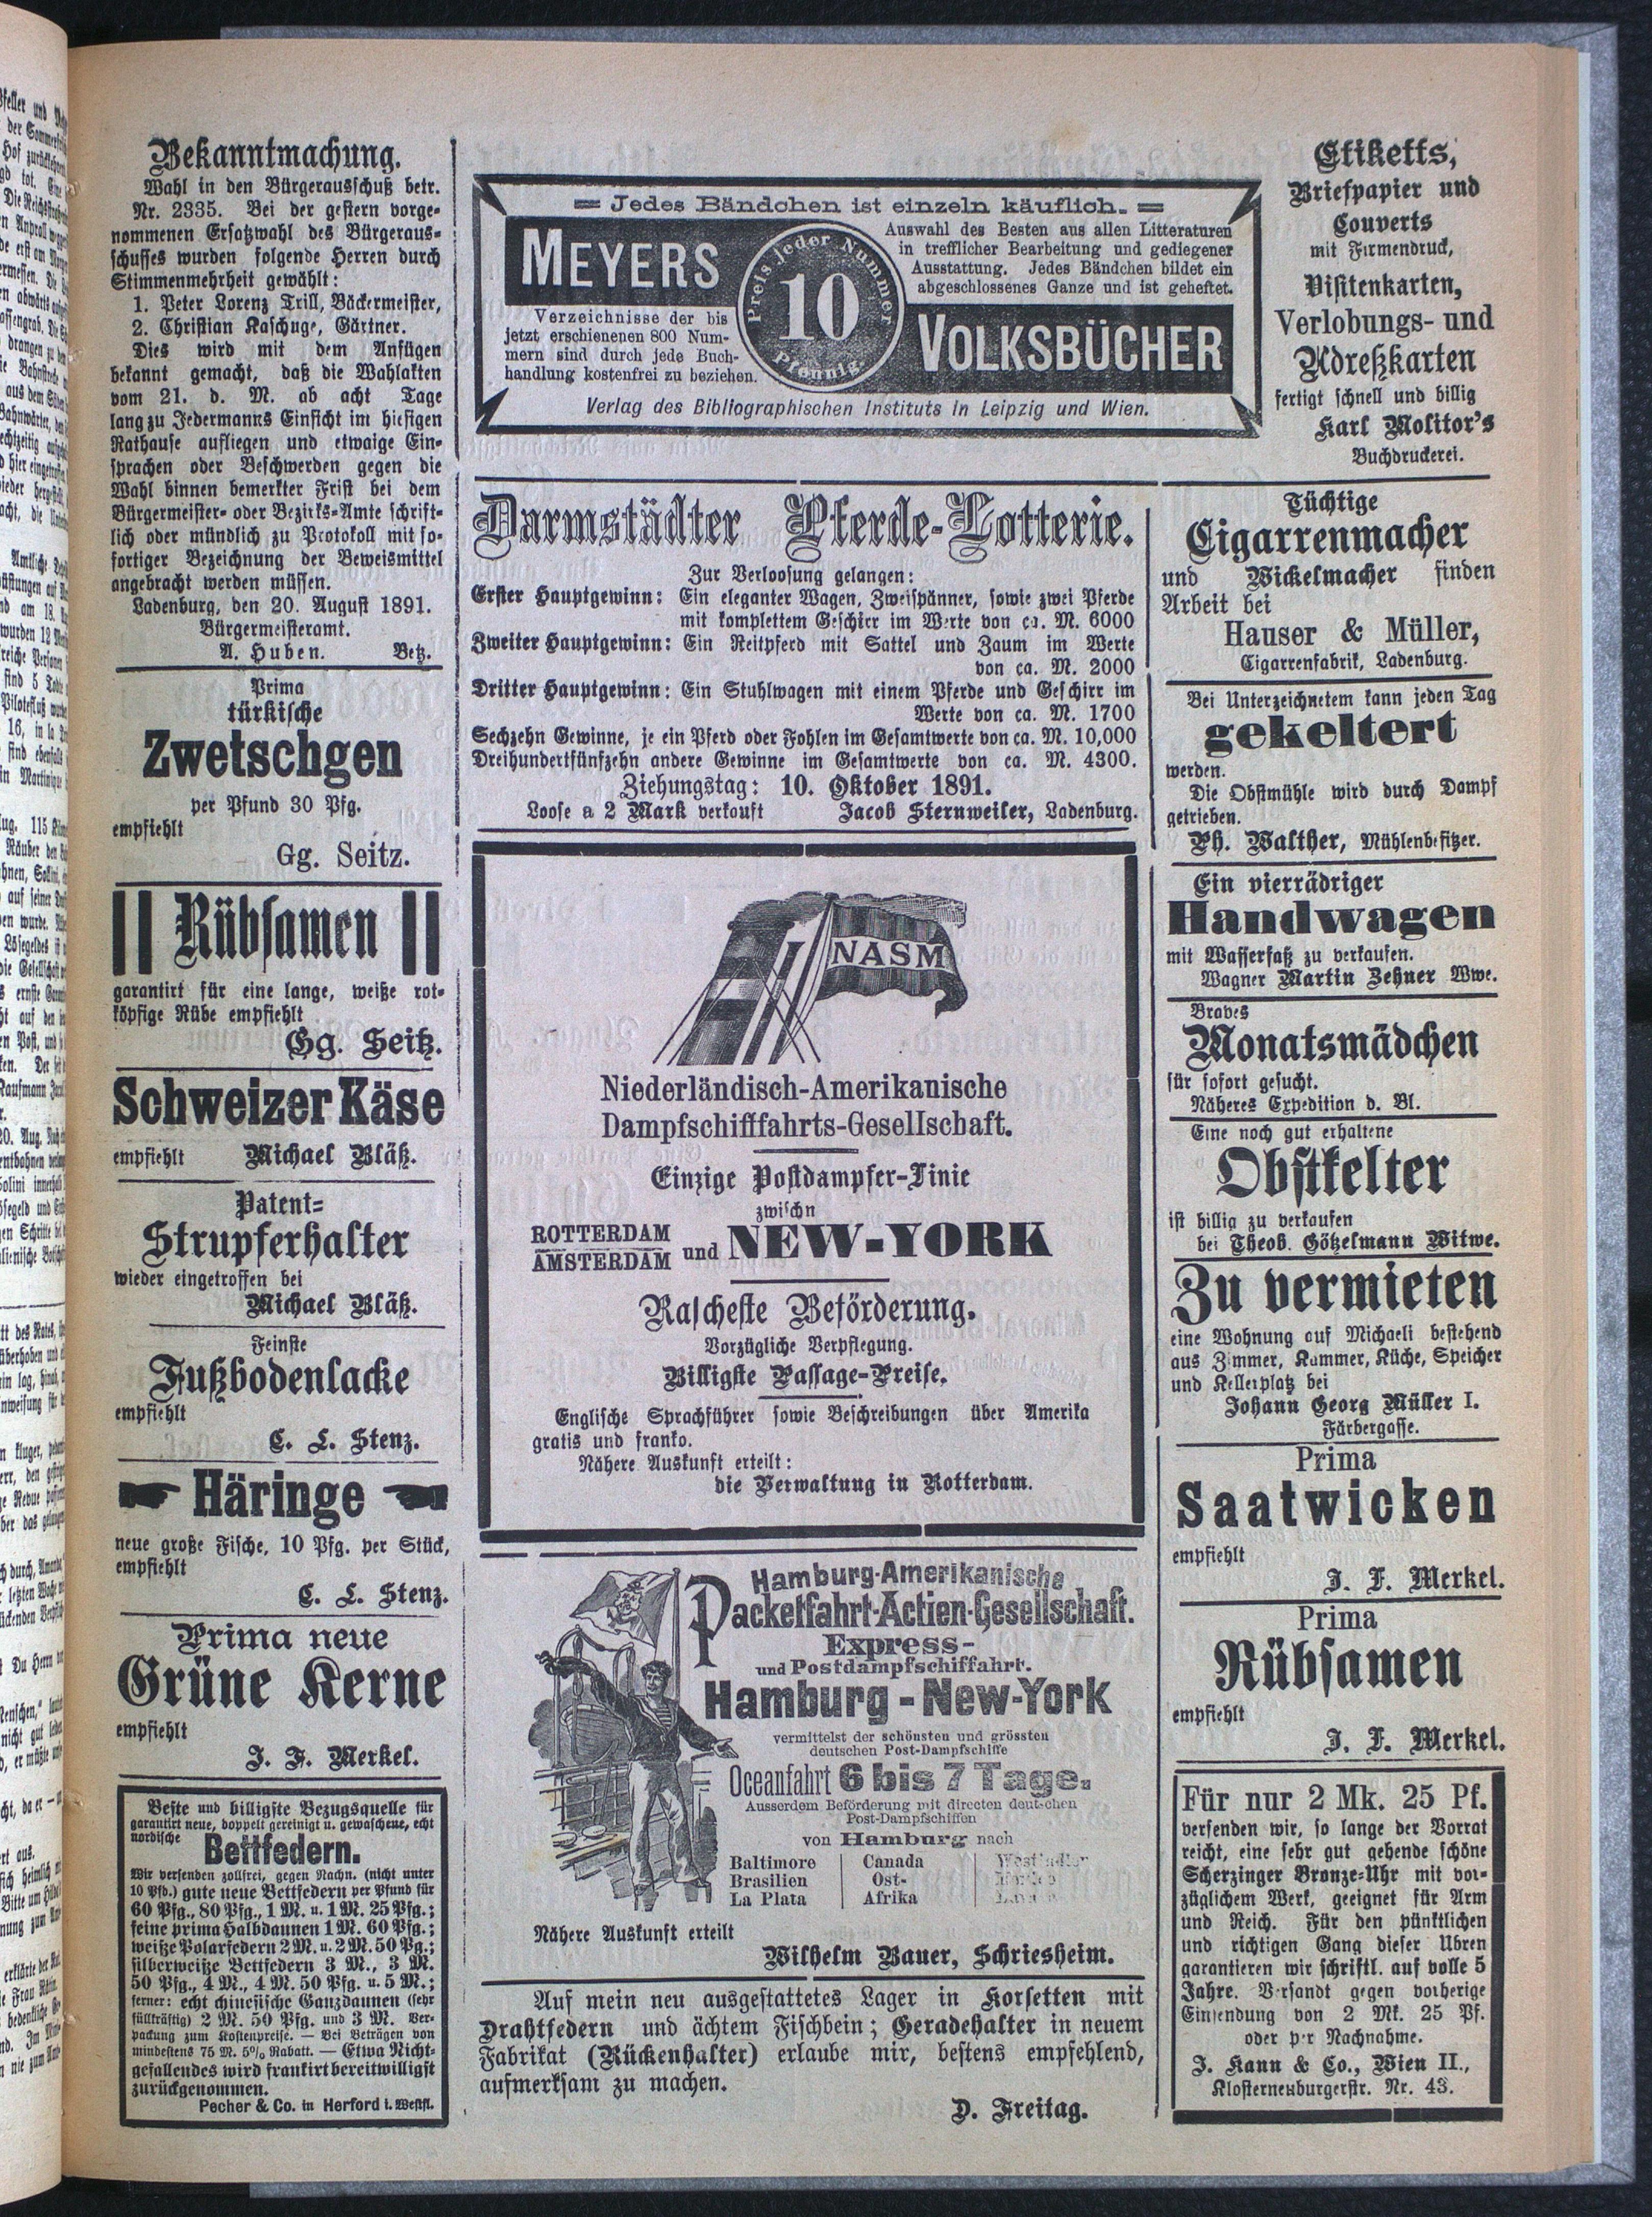 Bekanntmachung.
Wahl in den Bürgerausschuß betr.
Nr. 2335. Bei der gestern vorge-
nommenen Ersatzwahl des Bürgeraus-
schusses wurden folgende Herren durch
Stimmenmehrheit gewählt:
1. Peter Lorenz Trill, Bäckermeister,
2. Christian Kaschuge, Gärtner.
Dies wird mit dem Anfügen
bekannt gemacht, daß die Wahlakten
vom 21. d. M. ab acht Tage
lang zu Jedermanns Einsicht im hiesigen
Rathause aufliegen und etwaige Ein-
sprachen oder Beschwerden gegen die
Wahl binnen bemerkter Frist bei dem
Bürgermeister- oder Bezirks-Amte schrift-
lich oder mündlich zu Protokoll mit so-
fortiger Bezeichnung der Beweismittel
angebracht werden müssen.
Ladenburg, den 20. August 1891.
Bürgermeisteramt.
A. Huben. Betz.
Prima
türkische
Zwetschgen
per Pfund 30 Pfg.
empfiehlt
Gg. Seitz.
Rübsamen
garantirt für eine lange, weiße rot-
köpfige Rübe empfiehlt
Gg. Seitz.
Schweizer Käse
empfiehlt Michael Bläß.
Patent-
Strupferhalter
wieder eingetroffen bei
Michael Bläß.
Feinste
Fußbodenlacke
empfiehlt
C. L. Stenz.
Häringe
neue große Fische, 10 Pfg. per Stück,
empfiehlt
C. L. Stenz.
Prima neue
Grüne Kerne
empfiehlt
J. F. Merkel.
Beste und billigste Bezugsquelle für
garantirt neue, doppelt gereinigt u. gewaschene, echt
nordische
Bettfedern.
Wir versenden zollfrei, gegen Nachn. (nicht unter
10 Pfd.) gute neue Bettfedern per Pfund für
60 Pfg., 80 Pfg., 1 M. u. 1 M. 25 Pfg.;
feine prima Halbdaunen 1 M. 60 Pfg.;
weiße Polarfedern 2 M. u. 2 M. 50 Pg.;
silberweiße Bettfedern 3 M., 3 M.
50 Pfg., 4 M., 4 M. 50 Pfg. u. 5 M.;
ferner: echt chinesische Ganzdaunen (sehr
füllkräftig) 2 M. 50 Pfg. und 3 M. Ver-
packung zum Kostenpreise. — Bei Beträgen von
mindestens 75 M. 5% Rabatt. — Etwa Nicht-
gefallendes wird frankirt bereitwilligst
zurückgenommen.
Pecher & Co. in Herford i. Westfl.
Jedes Bändchen ist einzeln käuflich.
MEYERS
Preis jeder Nummer
10
Pfennig
Auswahl des Besten aus allen Litteraturen
in trefflicher Bearbeitung und gediegener
Ausstattung. Jedes Bändchen bildet ein
abgeschlossenes Ganze und ist geheftet.
Verzeichnisse der bis
jetzt erschienenen 800 Num-
mern sind durch jede Buch-
handlung kostenfrei zu beziehen.
VOLKSBÜCHER
Verlag des Bibliographischen Instituts in Leipzig und Wien.
Darmstädter Pferde-Lotterie.
Zur Verloosung gelangen:
Erster Hauptgewinn: Ein eleganter Wagen, Zweispänner, sowie zwei Pferde
mit komplettem Geschirr im Werte von ca. M. 6000
Zweiter Hauptgewinn: Ein Reitpferd mit Sattel und Zaum im Werte
von ca. M. 2000
Dritter Hauptgewinn: Ein Stuhlwagen mit einem Pferde und Geschirr im
Werte von ca. M. 1700
Sechzehn Gewinne, je ein Pferd oder Fohlen im Gesamtwerte von ca. M. 10,000
Dreihundertfünfzehn andere Gewinne im Gesamtwerte von ca. M. 4300.
Ziehungstag: 10. Oktober 1891.
Loose a 2 Mark verkauft Jacob Sternweiler, Ladenburg.
NASM
Niederländisch-Amerikanische
Dampfschifffahrts-Gesellschaft.
Einzige Postdampfer-Linie
zwischn
ROTTERDAM
AMSTERDAM und NEW-YORK
Rascheste Beförderung.
Vorzügliche Verpflegung.
Billigste Passage-Preise.
Englische Sprachführer sowie Beschreibungen über Amerika
gratis und franko.
Nähere Auskunft erteilt:
die Verwaltung in Rotterdam.
Hamburg-Amerikanische
Packetfahrt-Actien-Gesellschaft.
Express-
und Postdampfschiffahrt.
Hamburg - New-York
vermittelst der schönsten und grössten
deutschen Post-Dampfschiffe
Oceanfahrt 6 bis 7 Tage.
Ausserdem Beförderung mit directen deutschen
Post-Dampfschiffen
von Hamburg nach
Baltimore Canada Westindien
Brasilien Ost- Mexico
La Plata Afrika Havana
Nähere Auskunft erteilt
Wilhelm Bauer, Schriesheim.
Auf mein neu ausgestattetes Lager in Korsetten mit
Drahtfedern und ächtem Fischbein; Geradehalter in neuem
Fabrikat (Rückenhalter) erlaube mir, bestens empfehlend,
aufmerksam zu machen.
D. Freitag.
Etiketts,
Briefpapier und
Couverts
mit Firmendruck,
Visitenkarten,
Verlobungs- und
Adreßkarten
fertigt schnell und billig
Karl Molitor's
Buchdruckerei.
Tüchtige
Cigarrenmacher
und Wickelmacher finden
Arbeit bei
Hauser & Müller,
Cigarrenfabrik, Ladenburg.
Bei Unterzeichnetem kann jeden Tag
gekeltert
werden.
Die Obstmühle wird durch Dampf
getrieben.
Ph. Walther, Mühlenbesitzer.
Ein vierrädriger
Handwagen
mit Wasserfaß zu verkaufen.
Wagner Martin Zehner Wwe.
Braves
Monatsmädchen
für sofort gesucht.
Näheres Expedition d. Bl.
Eine noch gut erhaltene
Obstkelter
ist billig zu verkaufen
bei Theob. Götzelmann Witwe.
Zu vermieten
eine Wohnung auf Michaeli bestehend
aus Zimmer, Kammer, Küche, Speicher
und Kellerplatz bei
Johann Georg Müller I.
Färbergasse.
Prima
Saatwicken
empfiehlt
J. F. Merkel.
Prima
Rübsamen
empfiehlt
J. F. Merkel.
Für nur 2 Mk. 25 Pf.
versenden wir, so lange der Vorrat
reicht, eine sehr gut gehende schöne
Scherzinger Bronze-Uhr mit vor-
züglichem Werk, geeignet für Arm
und Reich. Für den pünktlichen
und richtigen Gang dieser Uhren
garantieren wir schriftl. auf volle 5
Jahre. Versandt gegen vorherige
Einsendung von 2 Mk. 25 Pf.
oder per Nachnahme.
J. Kann & Co., Wien II.,
Klosterneuburgerstr. Nr. 43.